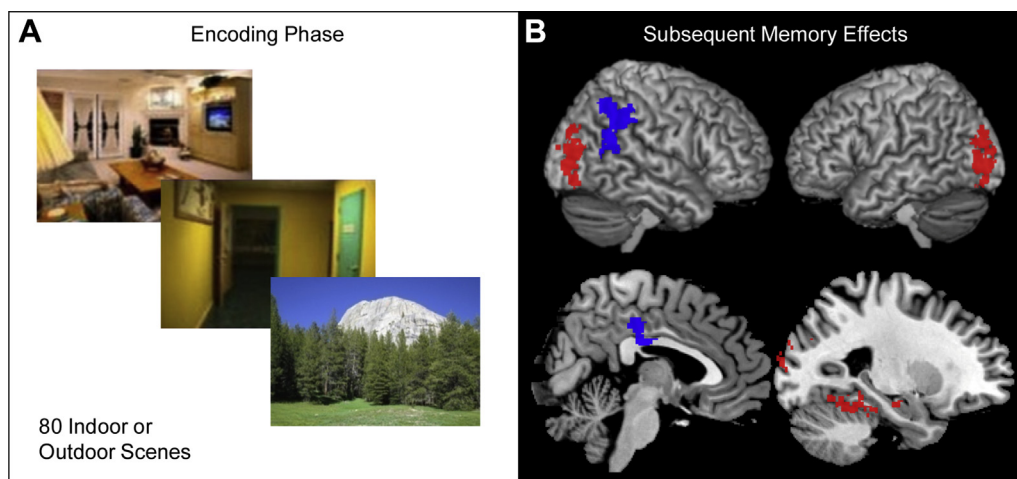 A
Encoding Phase
80 Indoor or
Outdoor Scenes
B
Subsequent Memory Effects